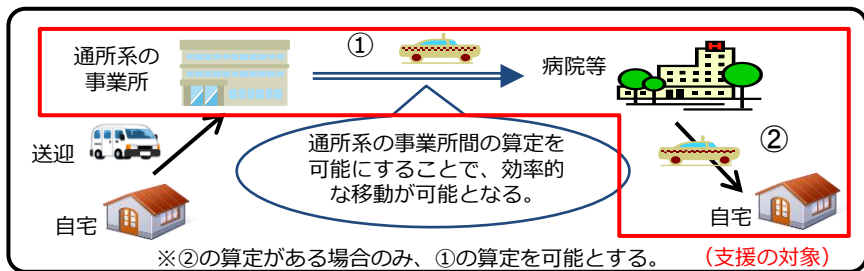 通所系の
事業所
①
病院等
送迎
通所系の事業所間の算定を
可能にすることで、効率的
な移動が可能となる。
②
自宅
自宅
※②の算定がある場合のみ、①の算定を可能とする。
（支援の対象）